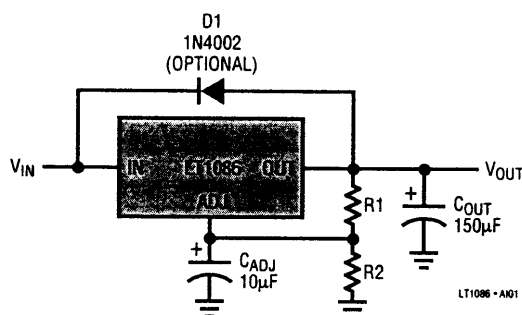 D1
1N4002
(OPTIONAL)
VIN
IN LT1086 OUT
ADJ
VOUT
R1
+
COUT
150µF
+
CADJ
10µF
R2
LT1086 • AI01